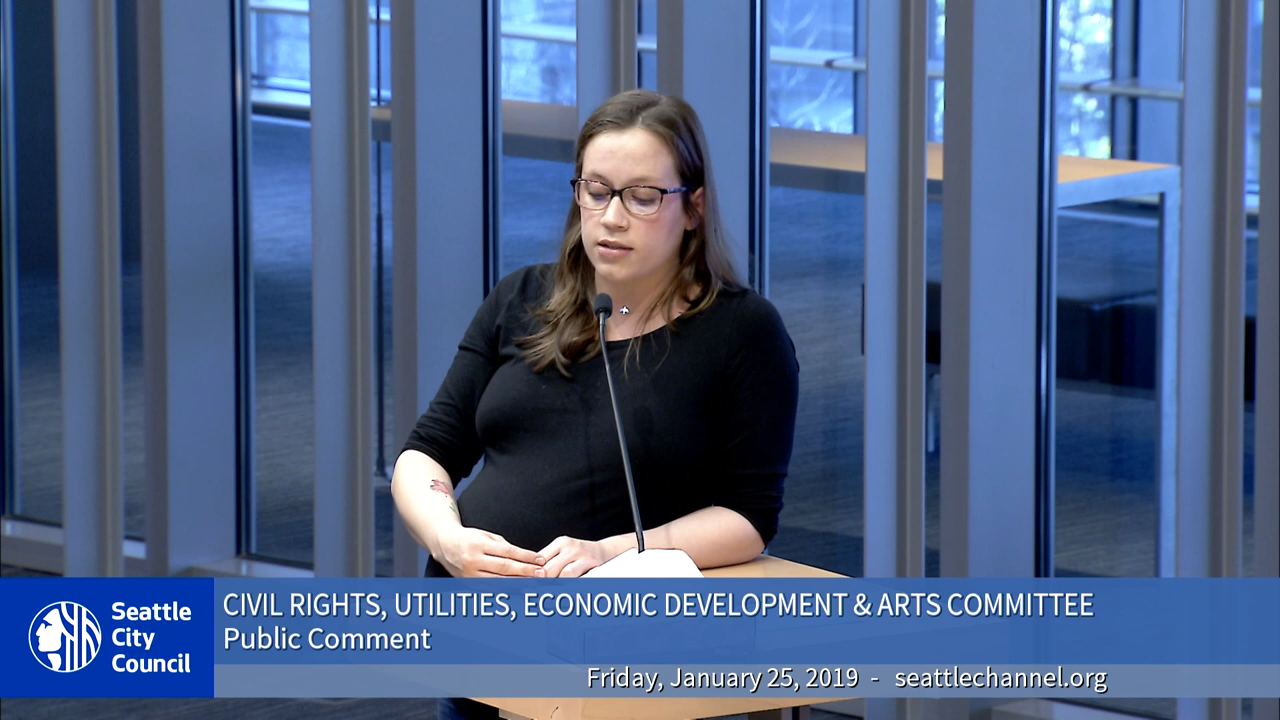 Seattle
City
Council
CIVIL RIGHTS, UTILITIES, ECONOMIC DEVELOPMENT & ARTS COMMITTEE
Public Comment
Friday, January 25, 2019 - seattlechannel.org